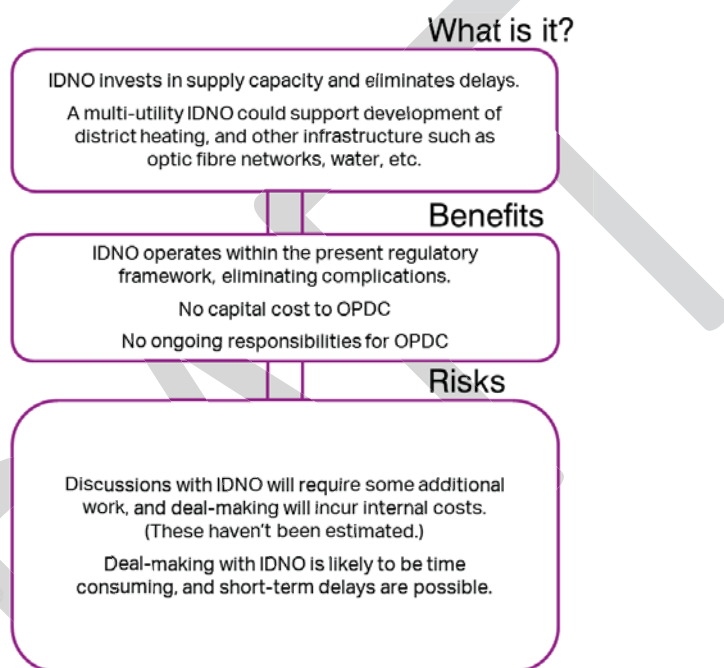 What is it?
IDNO invests in supply capacity and eliminates delays.
A multi-utility IDNO could support development of
district heating, and other infrastructure such as
optic fibre networks, water, etc.
Benefits
IDNO operates within the present regulatory
framework, eliminating complications.
No capital cost to OPDC
No ongoing responsibilities for OPDC
Risks
Discussions with IDNO will require some additional
work, and deal-making will incur internal costs.
(These haven't been estimated.)
Deal-making with IDNO is likely to be time
consuming, and short-term delays are possible.